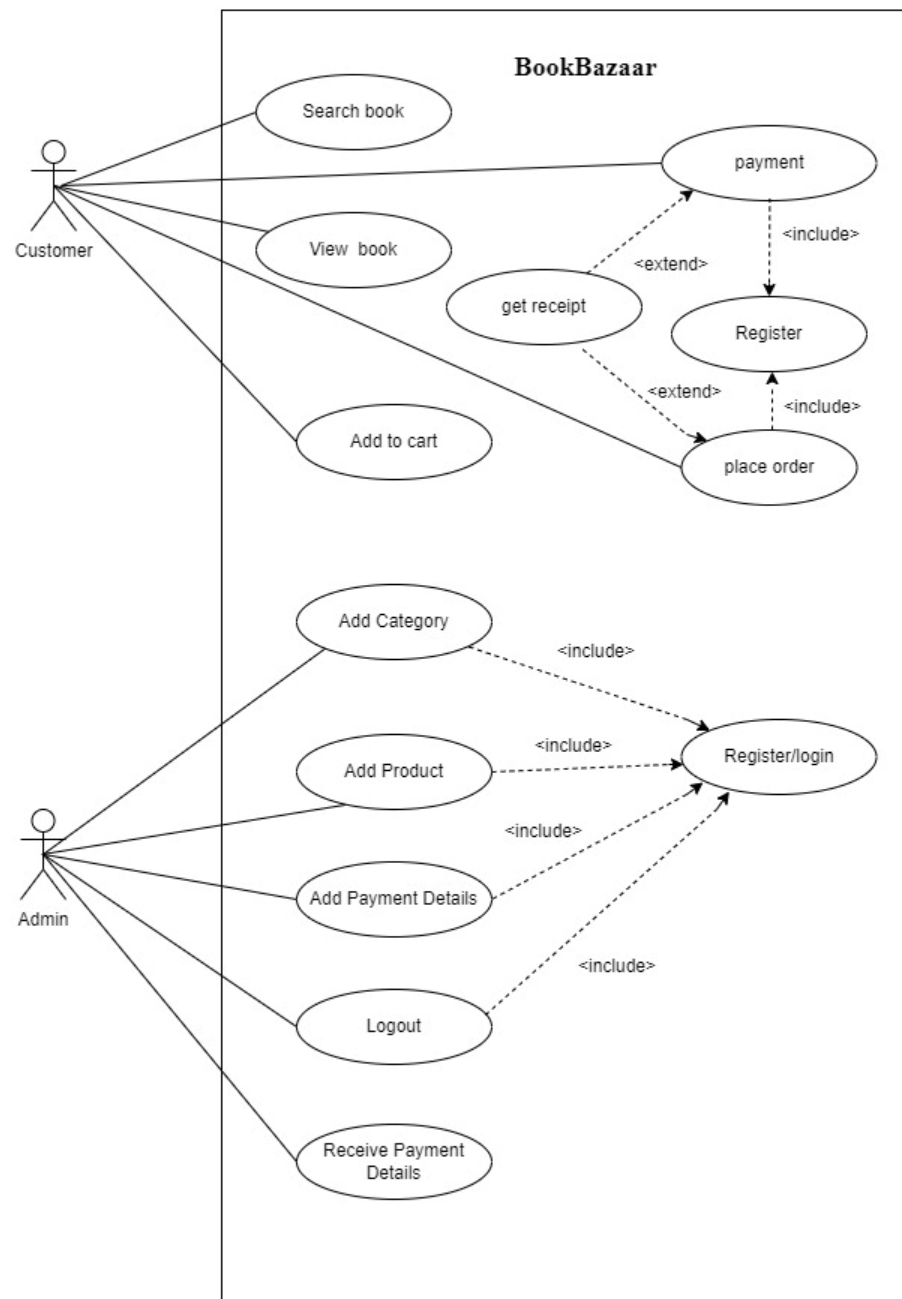 BookBazaar
Search book
payment
Customer
View  book
<include>
<extend>
get receipt
Register
<extend>
<include>
Add to cart
place order
Add Category
<include>
Add Product
<include>
Register/login
<include>
Add Payment Details
Admin
<include>
Logout
Receive Payment
Details